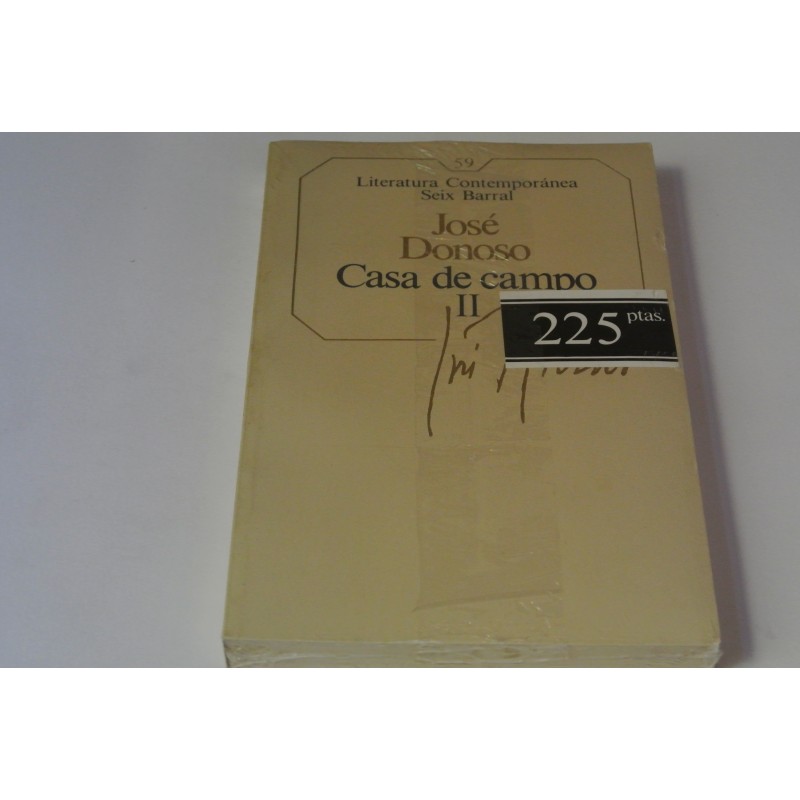 59
Literatura Contemporánea
Seix Barral
José
Donoso
Casa de campo
II
225 ptas.